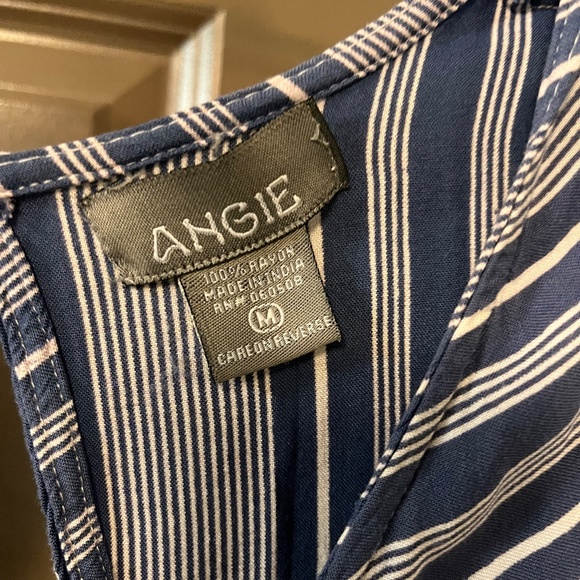 ANGIE
100% RAYON
MADE IN INDIA
RN# 060508
M
CARE ON REVERSE